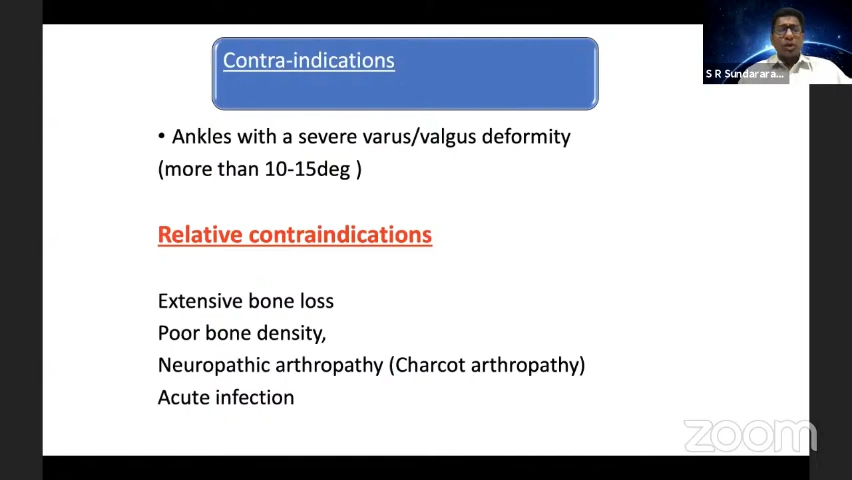 Contra-indications
S R Sundarara...
• Ankles with a severe varus/valgus deformity
(more than 10-15deg )
Relative contraindications
Extensive bone loss
Poor bone density,
Neuropathic arthropathy (Charcot arthropathy)
Acute infection
zoom